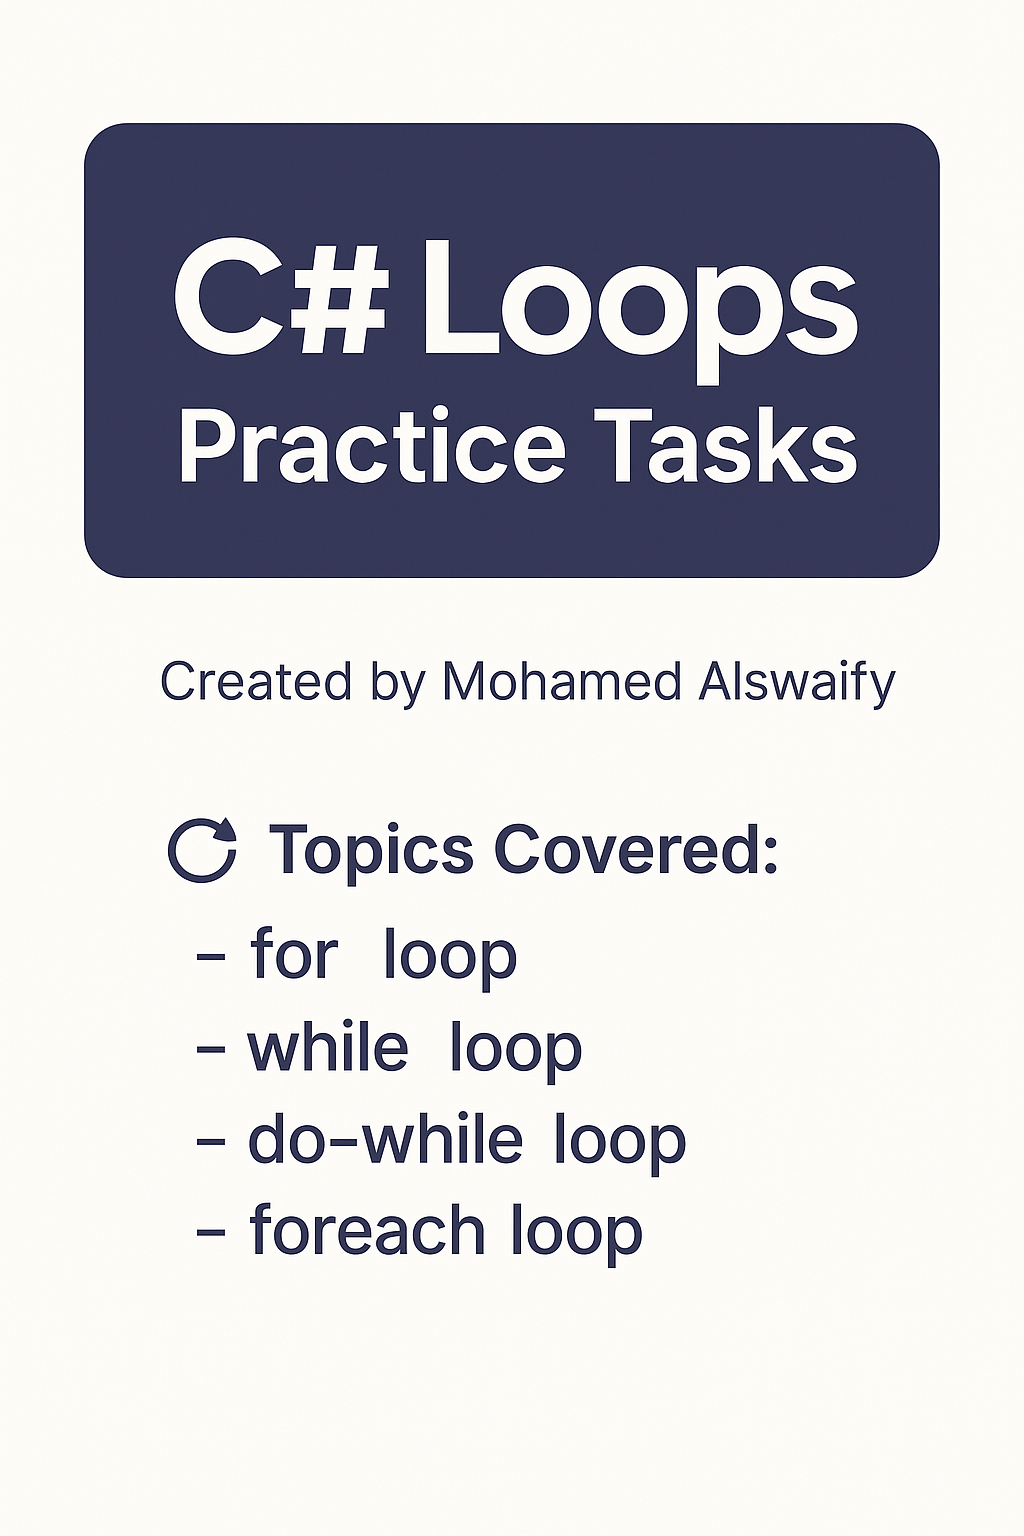 C# Loops
Practice Tasks
Created by Mohamed Alswaify
Topics Covered:
- for loop
- while loop
- do-while loop
- foreach loop